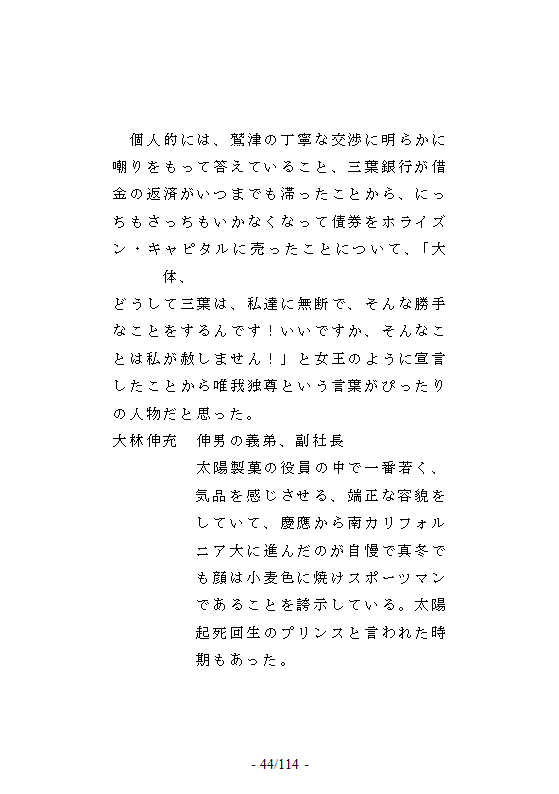 個人的には、鷲津の丁寧な交渉に明らかに
嘲りをもって答えていること、三葉銀行が借
金の返済がいつまでも滞ったことから、にっ
ちもさっちもいかなくなって債券をホライズ
ン・キャピタルに売ったことについて、「大
体、
どうして三葉は、私達に無断で、そんな勝手
なことをするんです！いいですか、そんなこ
とは私が赦しません！」と女王のように宣言
したことから唯我独尊という言葉がぴったり
の人物だと思った。
大林伸充　伸男の義弟、副社長
太陽製菓の役員の中で一番若く、
気品を感じさせる、端正な容貌を
していて、慶應から南カリフォル
ニア大に進んだのが自慢で真冬で
も顔は小麦色に焼けスポーツマン
であることを誇示している。太陽
起死回生のプリンスと言われた時
期もあった。
- 44/114 -